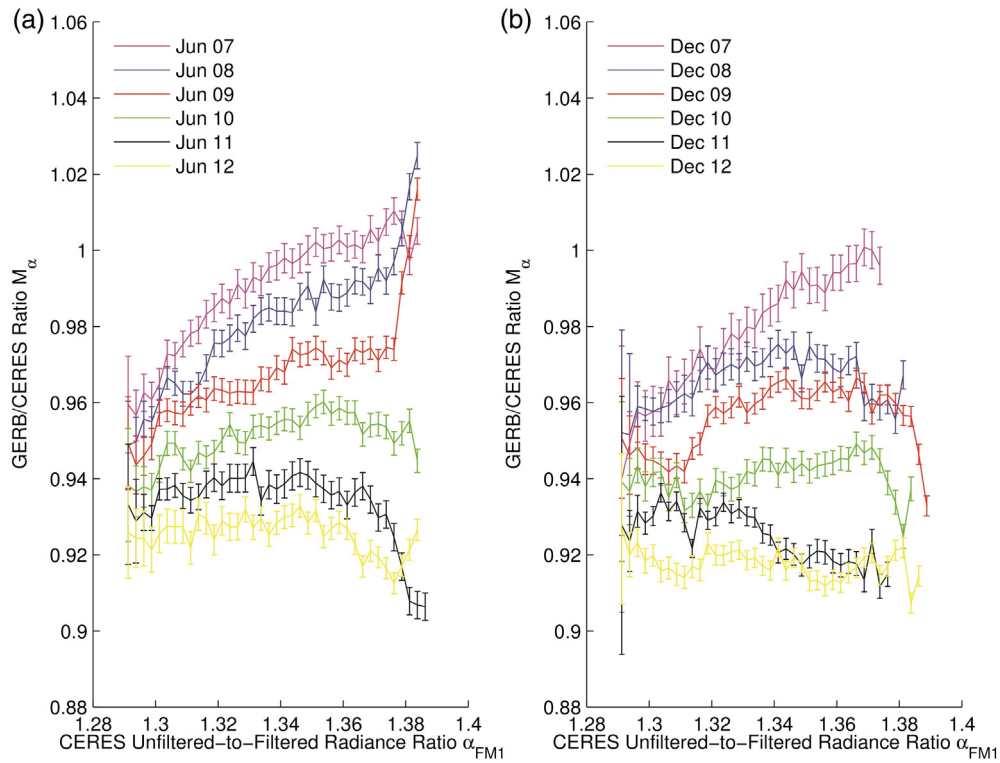 (a)
1.06
1.04
1.02
1
0.98
0.96
0.94
0.92
0.9
0.88
GERB/CERES Ratio Mα
Jun 07
Jun 08
Jun 09
Jun 10
Jun 11
Jun 12
1.28 1.3 1.32 1.34 1.36 1.38 1.4
CERES Unfiltered−to−Filtered Radiance Ratio αFM1
(b)
1.06
1.04
1.02
1
0.98
0.96
0.94
0.92
0.9
0.88
GERB/CERES Ratio Mα
Dec 07
Dec 08
Dec 09
Dec 10
Dec 11
Dec 12
1.28 1.3 1.32 1.34 1.36 1.38 1.4
CERES Unfiltered−to−Filtered Radiance Ratio αFM1